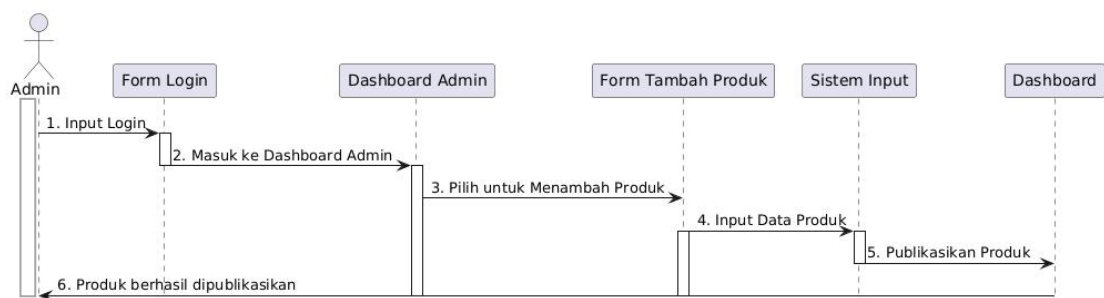 Admin
Form Login
Dashboard Admin
Form Tambah Produk
Sistem Input
Dashboard
1. Input Login
2. Masuk ke Dashboard Admin
3. Pilih untuk Menambah Produk
4. Input Data Produk
5. Publikasikan Produk
6. Produk berhasil dipublikasikan